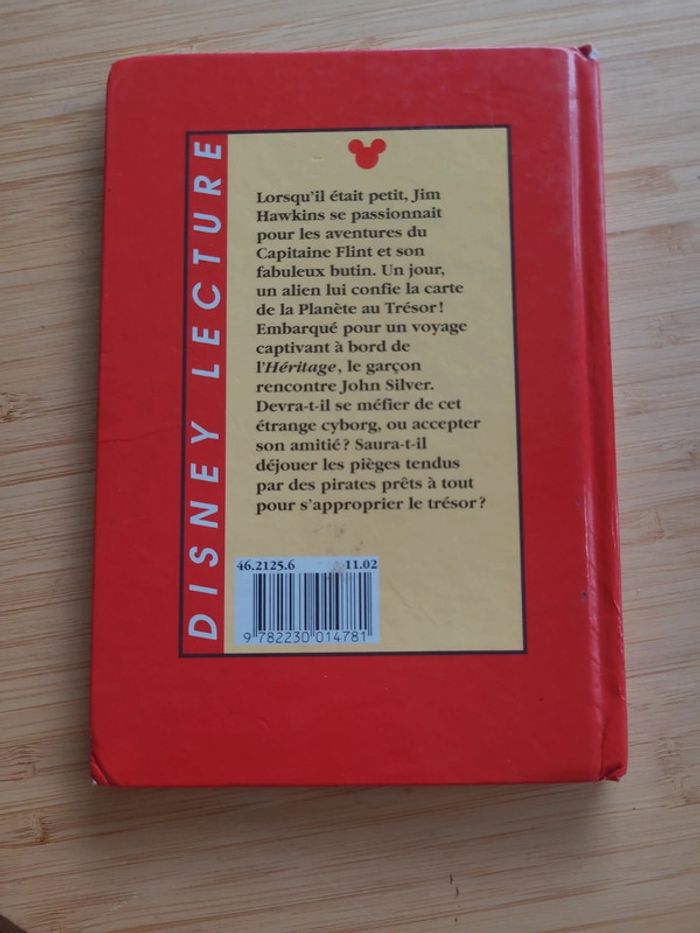 DISNEY LECTURE
Lorsqu'il était petit, Jim
Hawkins se passionnait
pour les aventures du
Capitaine Flint et son
fabuleux butin. Un jour,
un alien lui confie la carte
de la Planète au Trésor !
Embarqué pour un voyage
captivant à bord de
l'Héritage, le garçon
rencontre John Silver.
Devra-t-il se méfier de cet
étrange cyborg, ou accepter
son amitié ? Saura-t-il
déjouer les pièges tendus
par des pirates prêts à tout
pour s'approprier le trésor ?
46.2125.6 11.02
9 782230 014781